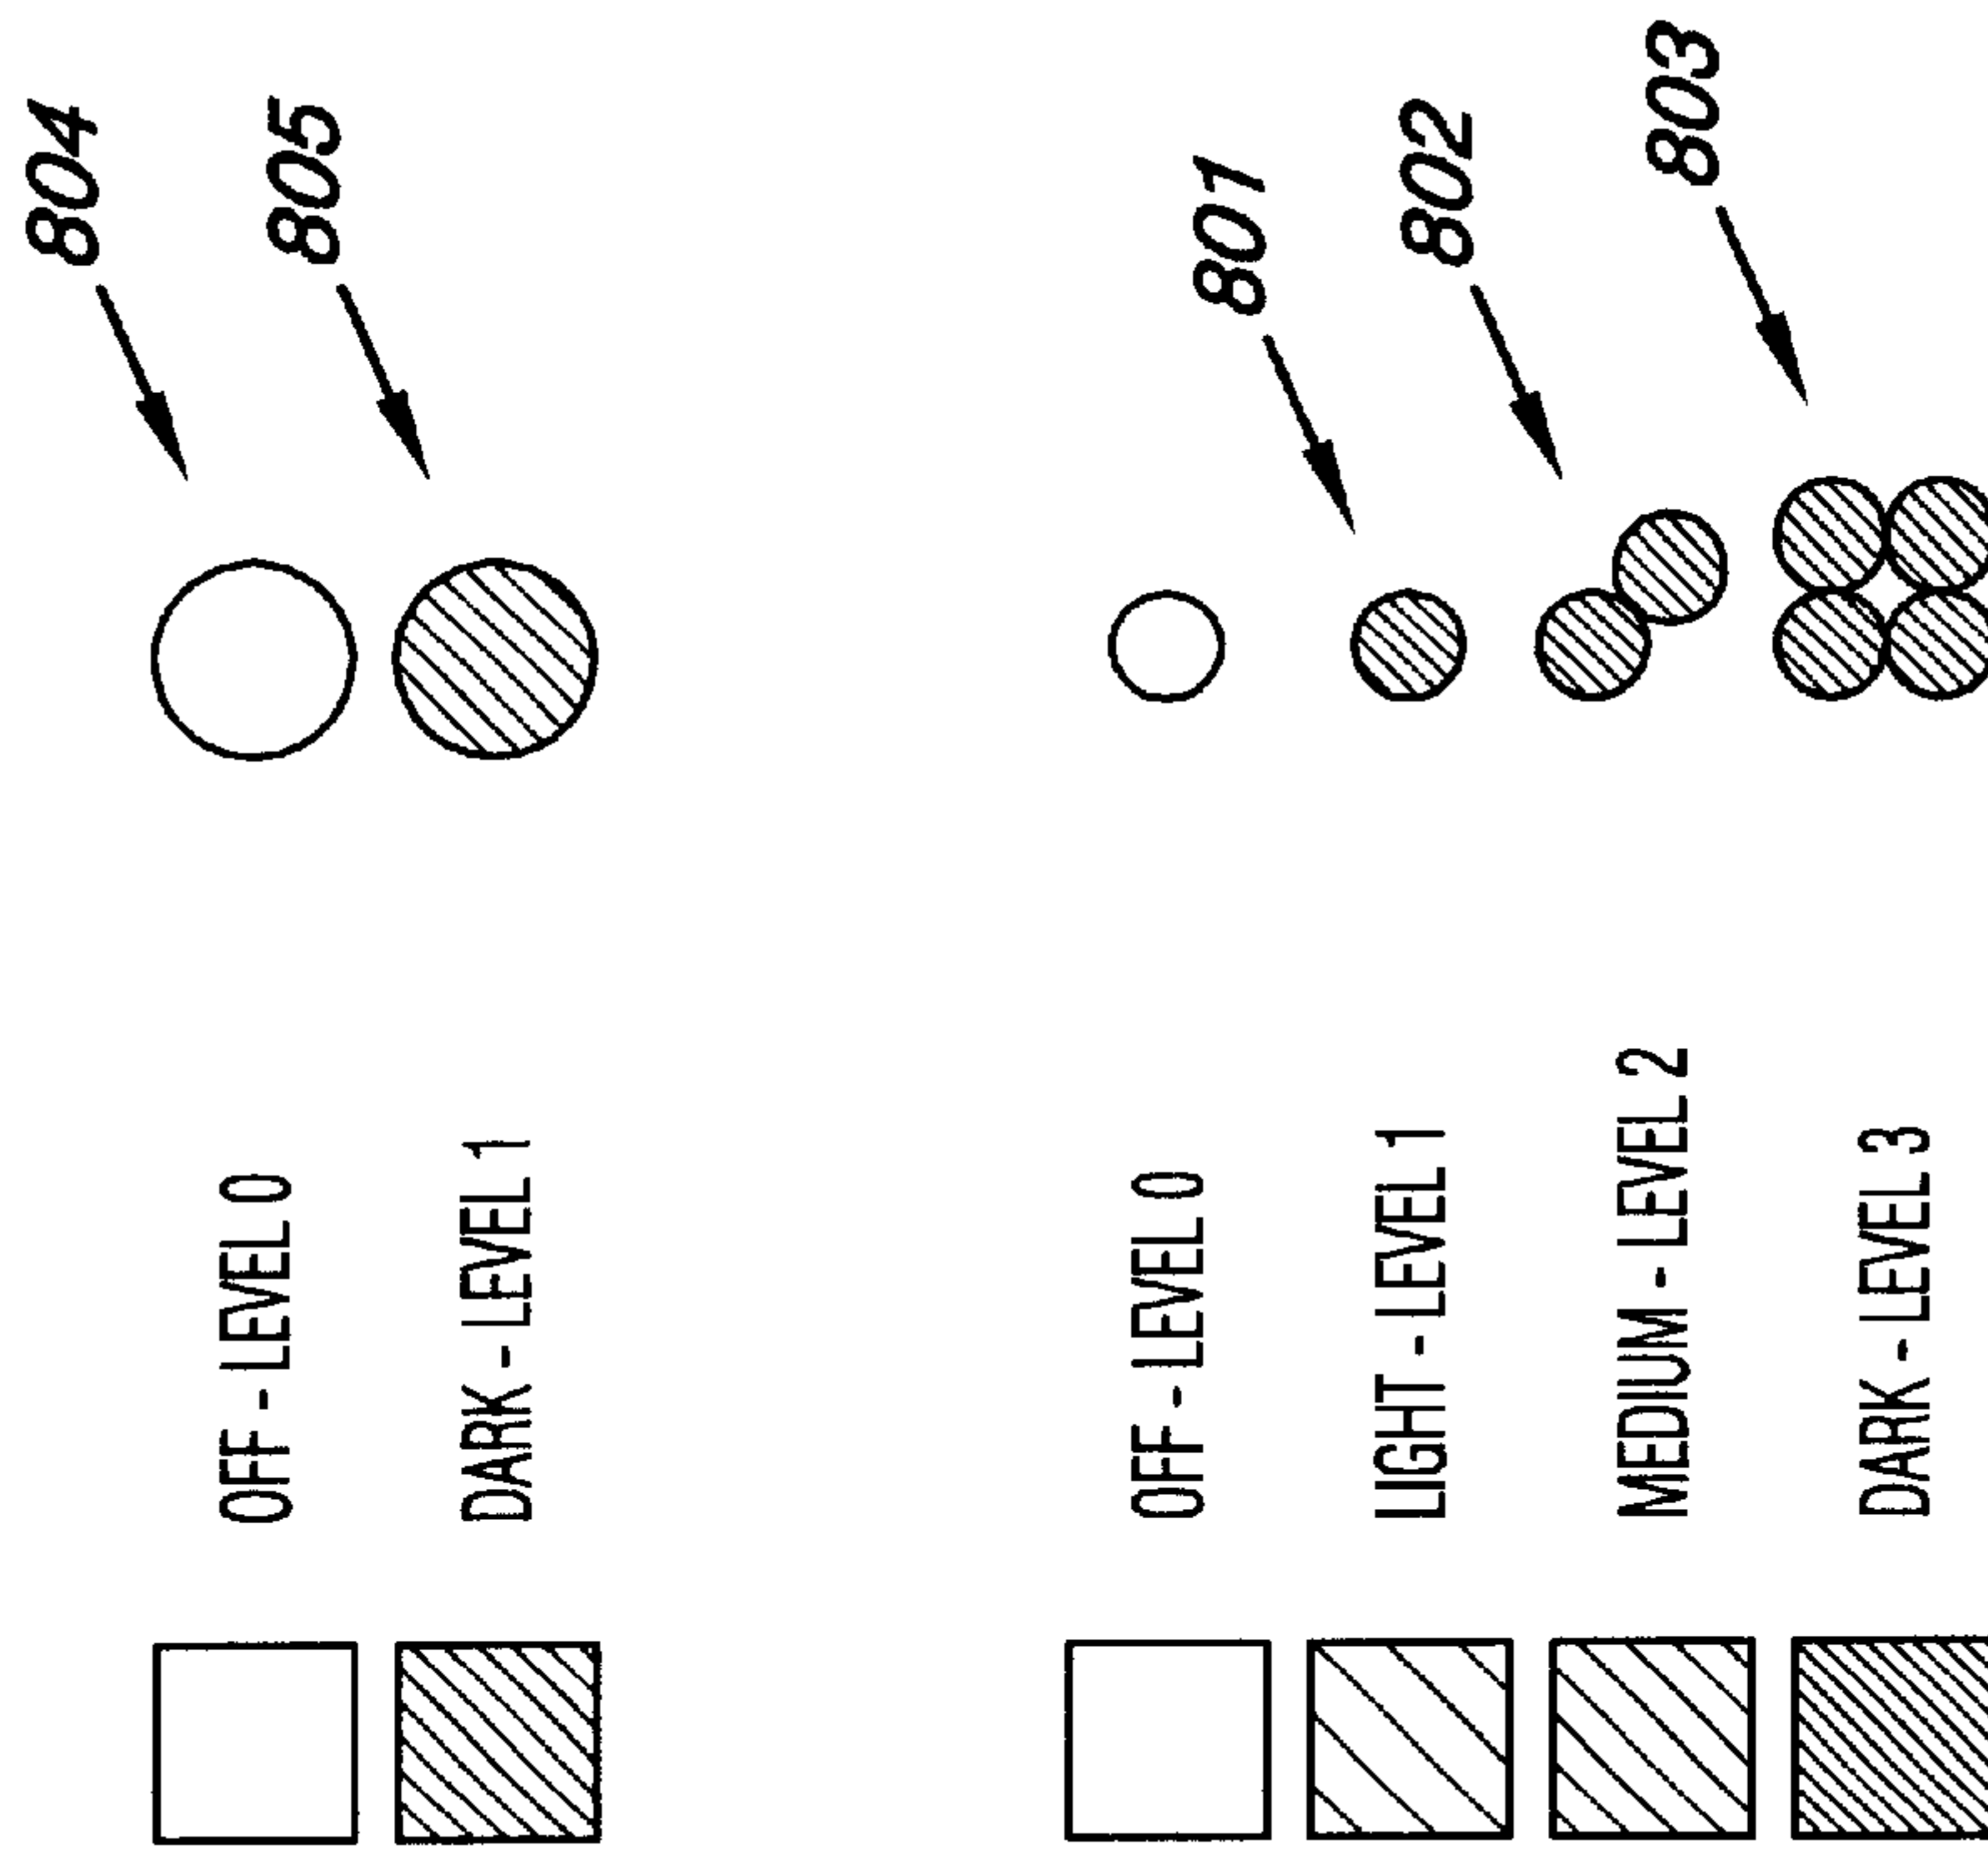 OFF - LEVEL 0
804
DARK - LEVEL 1
805
OFF - LEVEL 0
LIGHT - LEVEL 1
801
MEDIUM - LEVEL 2
802
DARK - LEVEL 3
803